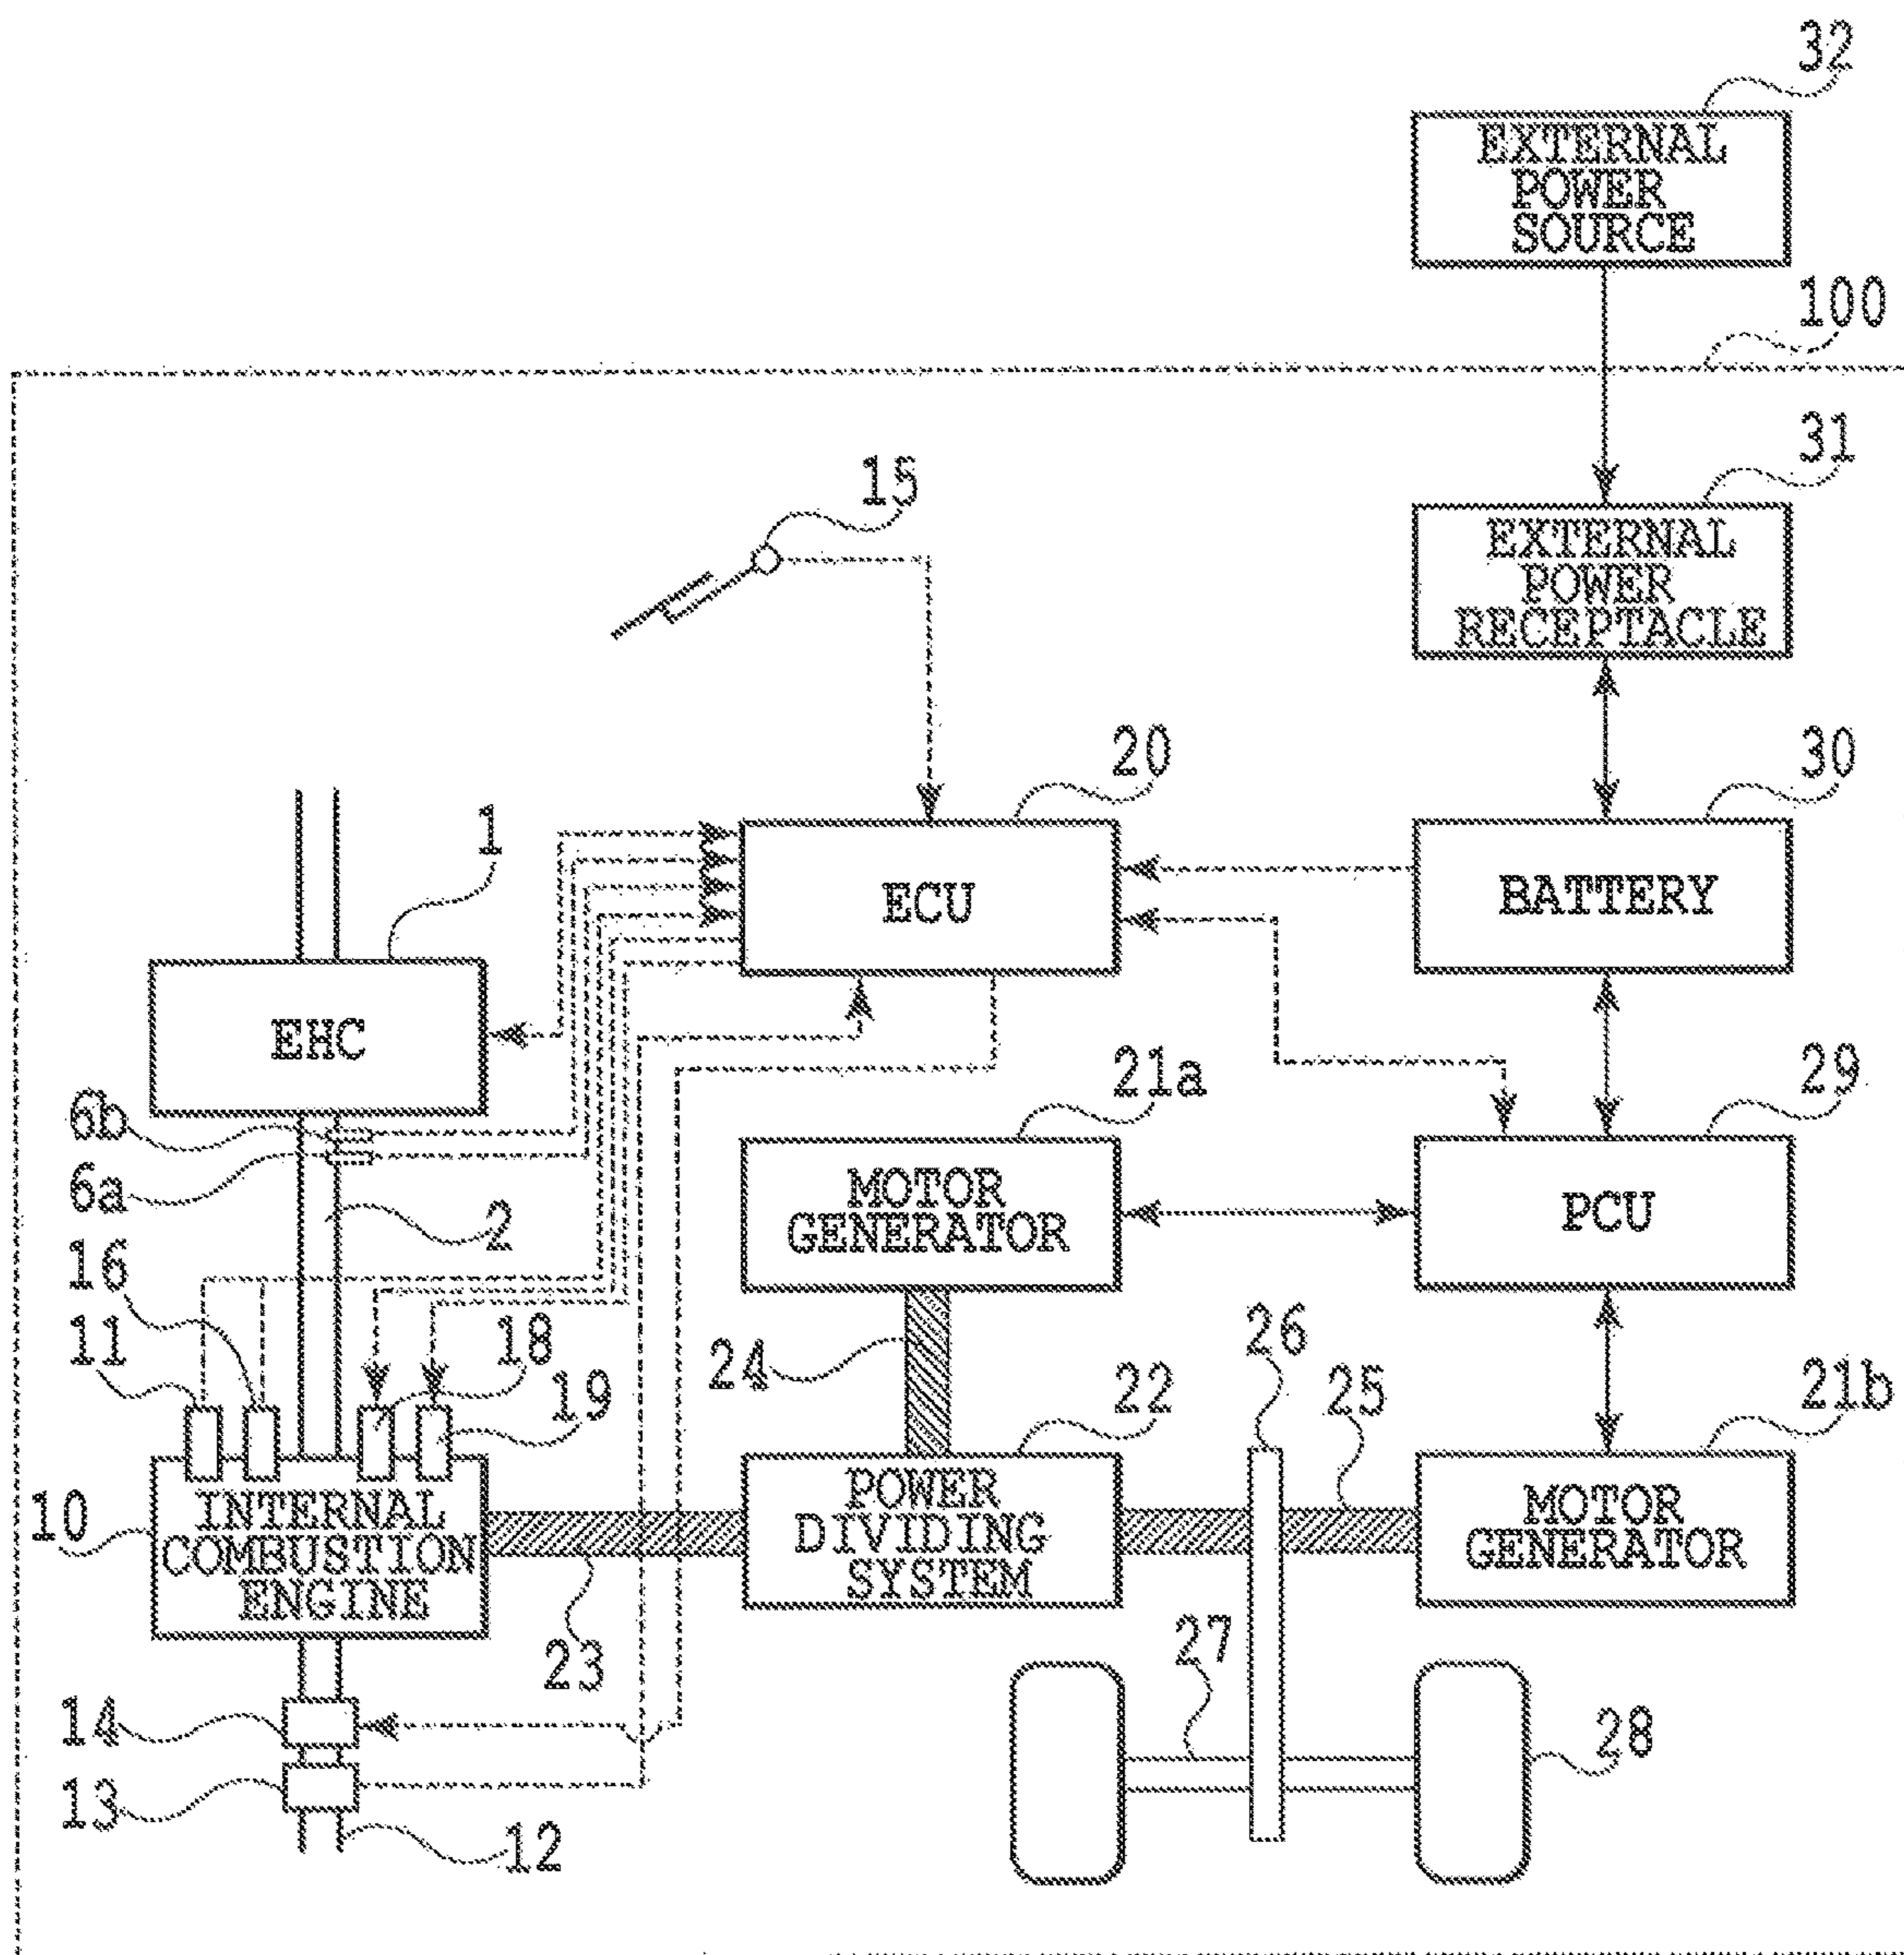 32
EXTERNAL
POWER
SOURCE
100
31
EXTERNAL
POWER
RECEPTACLE
15
20
30
1
ECU
BATTERY
EHC
21a
29
6b
6a
2
MOTOR
GENERATOR
PCU
16
11
18
19
24
22
26
25
21b
10
INTERNAL
COMBUSTION
ENGINE
POWER
DIVIDING
SYSTEM
MOTOR
GENERATOR
23
27
14
28
13
12